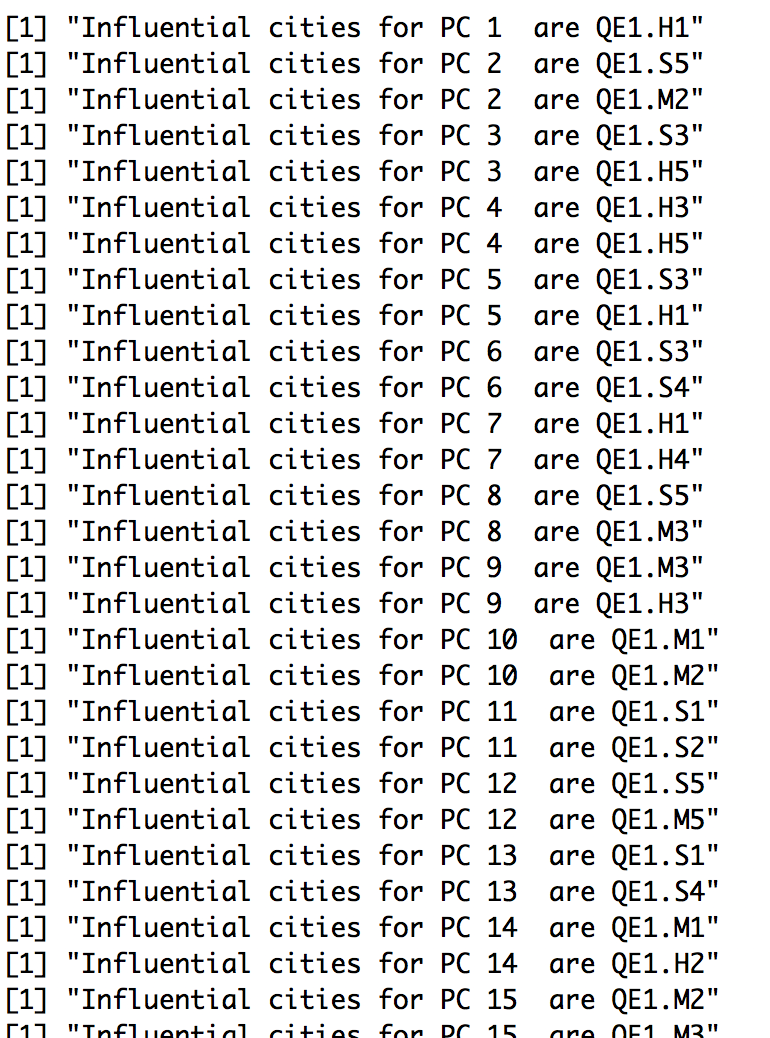 [1] "Influential cities for PC 1  are QE1.H1"
[1] "Influential cities for PC 2  are QE1.S5"
[1] "Influential cities for PC 2  are QE1.M2"
[1] "Influential cities for PC 3  are QE1.S3"
[1] "Influential cities for PC 3  are QE1.H5"
[1] "Influential cities for PC 4  are QE1.H3"
[1] "Influential cities for PC 4  are QE1.H5"
[1] "Influential cities for PC 5  are QE1.S3"
[1] "Influential cities for PC 5  are QE1.H1"
[1] "Influential cities for PC 6  are QE1.S3"
[1] "Influential cities for PC 6  are QE1.S4"
[1] "Influential cities for PC 7  are QE1.H1"
[1] "Influential cities for PC 7  are QE1.H4"
[1] "Influential cities for PC 8  are QE1.S5"
[1] "Influential cities for PC 8  are QE1.M3"
[1] "Influential cities for PC 9  are QE1.M3"
[1] "Influential cities for PC 9  are QE1.H3"
[1] "Influential cities for PC 10  are QE1.M1"
[1] "Influential cities for PC 10  are QE1.M2"
[1] "Influential cities for PC 11  are QE1.S1"
[1] "Influential cities for PC 11  are QE1.S2"
[1] "Influential cities for PC 12  are QE1.S5"
[1] "Influential cities for PC 12  are QE1.M5"
[1] "Influential cities for PC 13  are QE1.S1"
[1] "Influential cities for PC 13  are QE1.S4"
[1] "Influential cities for PC 14  are QE1.M1"
[1] "Influential cities for PC 14  are QE1.H2"
[1] "Influential cities for PC 15  are QE1.M2"
[1] "Influential cities for PC 15  are QE1.M3"